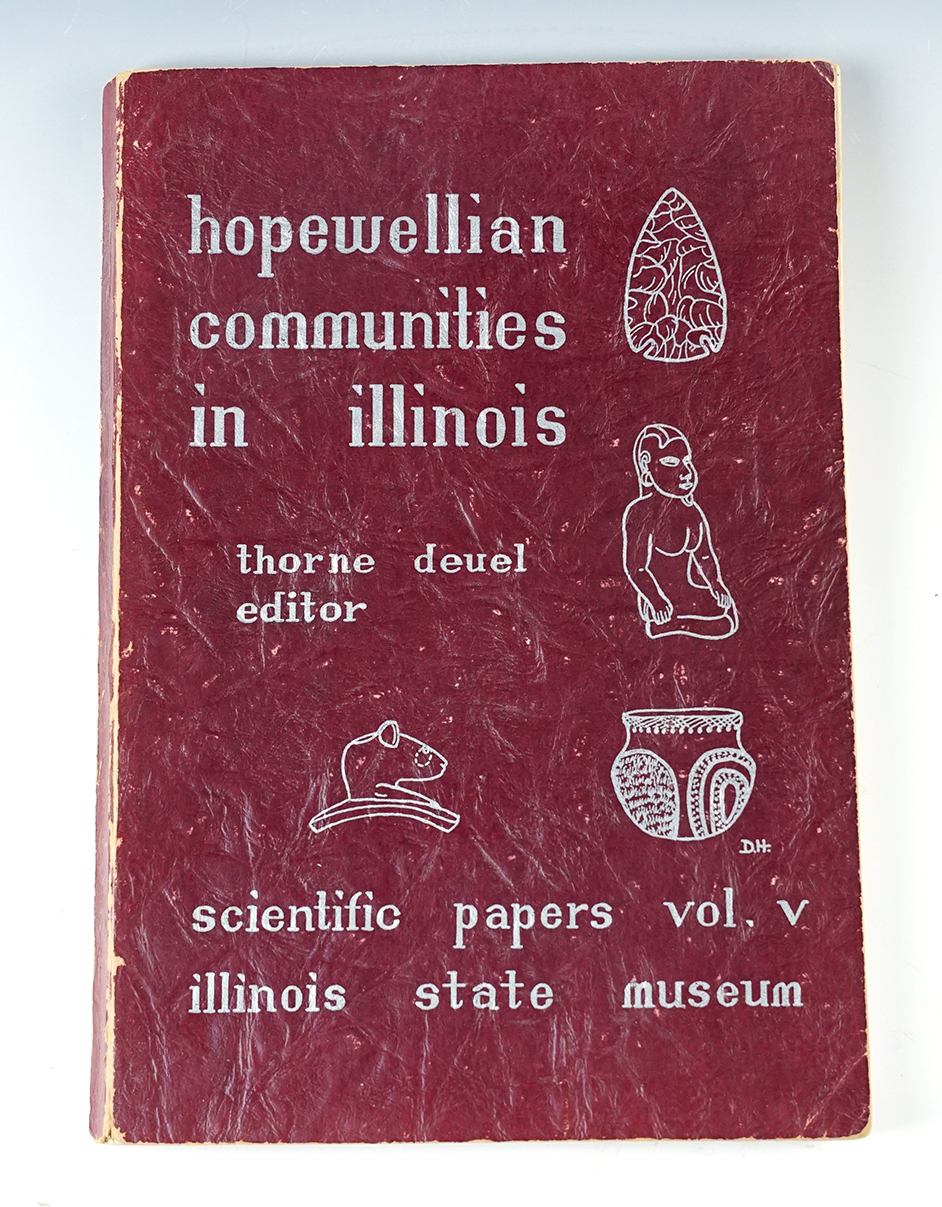 hopewellian
communities
in illinois
thorne deuel
editor
D.H.
scientific papers vol. v
illinois state museum